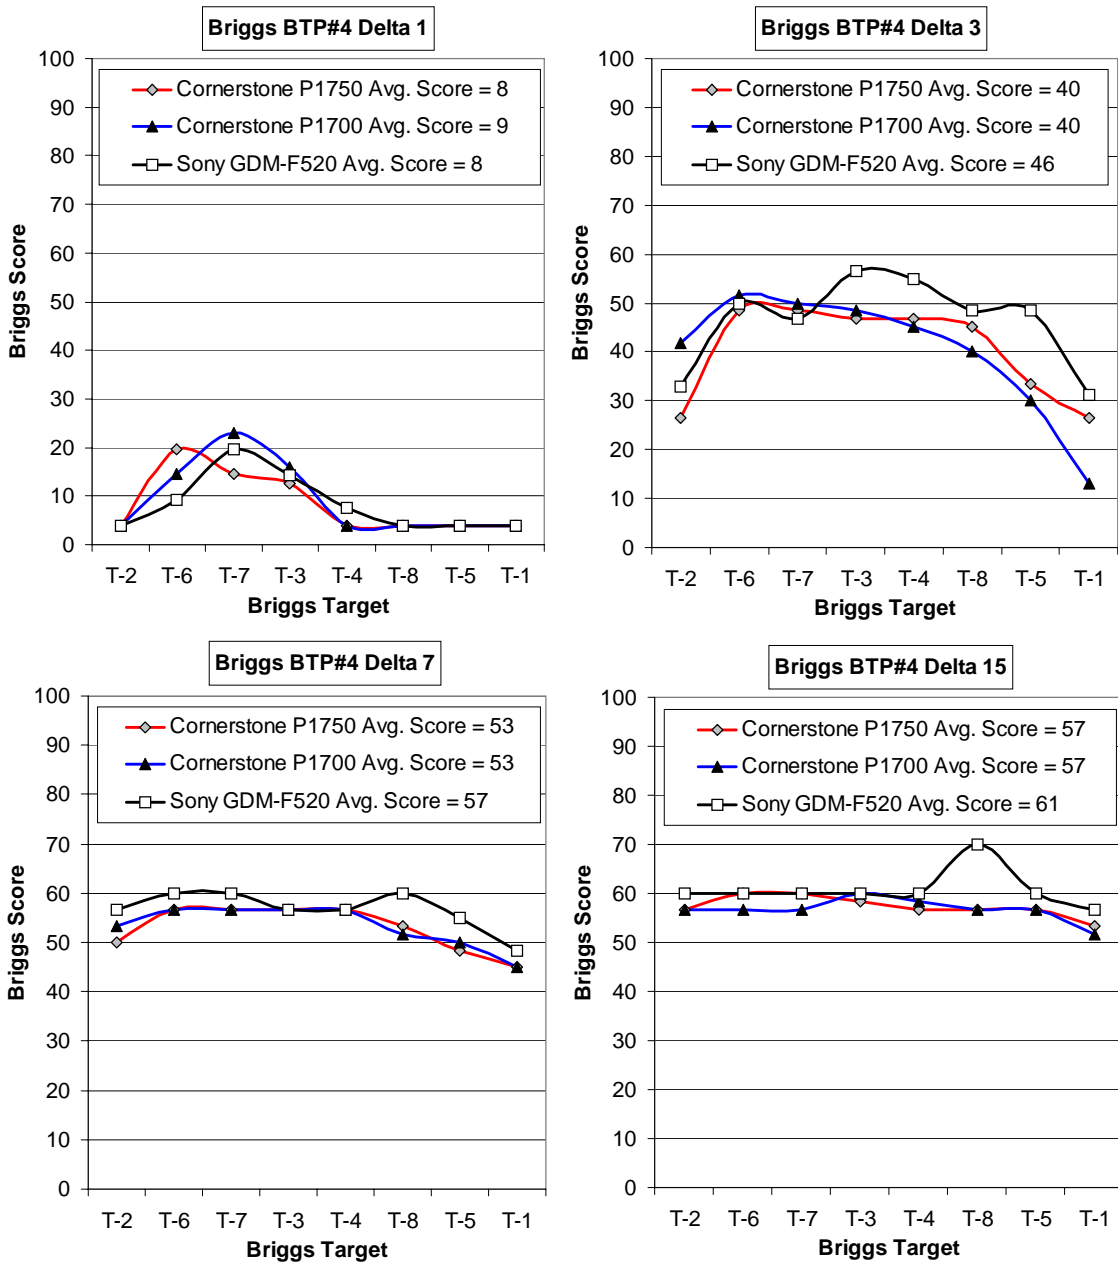 Briggs BTP#4 Delta 1
100
90
80
70
60
50
40
30
20
10
0
Briggs Score
Cornerstone P1750 Avg. Score = 8
Cornerstone P1700 Avg. Score = 9
Sony GDM-F520 Avg. Score = 8
T-2 T-6 T-7 T-3 T-4 T-8 T-5 T-1
Briggs Target
Briggs BTP#4 Delta 3
100
90
80
70
60
50
40
30
20
10
0
Briggs Score
Cornerstone P1750 Avg. Score = 40
Cornerstone P1700 Avg. Score = 40
Sony GDM-F520 Avg. Score = 46
T-2 T-6 T-7 T-3 T-4 T-8 T-5 T-1
Briggs Target
Briggs BTP#4 Delta 7
100
90
80
70
60
50
40
30
20
10
0
Briggs Score
Cornerstone P1750 Avg. Score = 53
Cornerstone P1700 Avg. Score = 53
Sony GDM-F520 Avg. Score = 57
T-2 T-6 T-7 T-3 T-4 T-8 T-5 T-1
Briggs Target
Briggs BTP#4 Delta 15
100
90
80
70
60
50
40
30
20
10
0
Briggs Score
Cornerstone P1750 Avg. Score = 57
Cornerstone P1700 Avg. Score = 57
Sony GDM-F520 Avg. Score = 61
T-2 T-6 T-7 T-3 T-4 T-8 T-5 T-1
Briggs Target